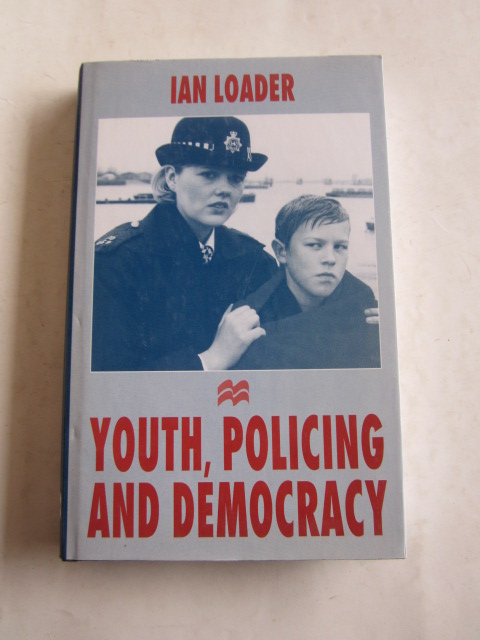 IAN LOADER
YOUTH, POLICING
AND DEMOCRACY